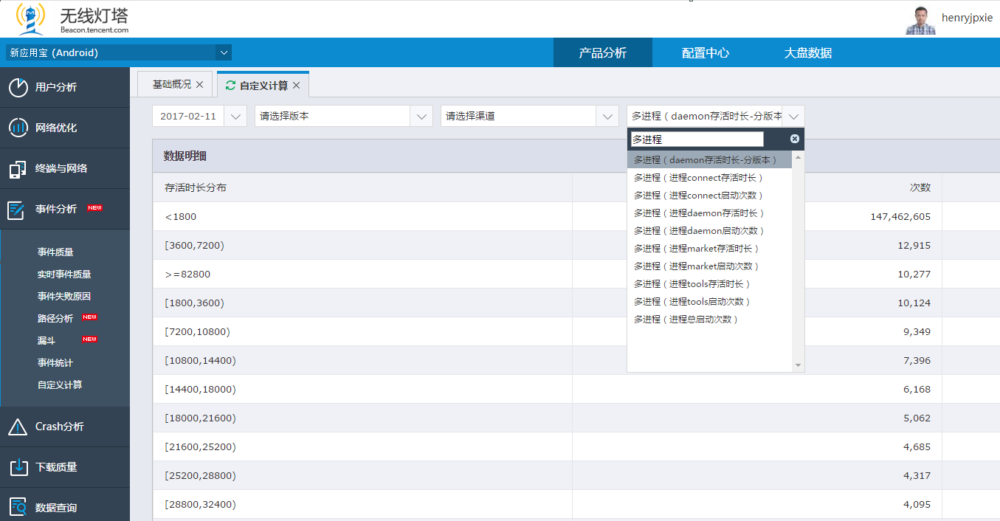 无线灯塔
Beacon.tencent.com
henryjpxie
新应用宝 (Android)
产品分析
配置中心
大盘数据
用户分析
网络优化
终端与网络
事件分析 NEW
事件质量
实时事件质量
事件失败原因
路径分析 NEW
漏斗 NEW
事件统计
自定义计算
Crash分析
下载质量
数据查询
基础概况
自定义计算
2017-02-11
请选择版本
请选择渠道
多进程（daemon存活时长-分版本
多进程
多进程（daemon存活时长-分版本）
多进程（进程connect存活时长）
多进程（进程connect启动次数）
多进程（进程daemon存活时长）
多进程（进程daemon启动次数）
多进程（进程market存活时长）
多进程（进程market启动次数）
多进程（进程tools存活时长）
多进程（进程tools启动次数）
多进程（进程总启动次数）
数据明细
存活时长分布 次数
<1800 147,462,605
[3600,7200) 12,915
>=82800 10,277
[1800,3600) 10,124
[7200,10800) 9,349
[10800,14400) 7,396
[14400,18000) 6,168
[18000,21600) 5,062
[21600,25200) 4,685
[25200,28800) 4,317
[28800,32400) 4,095